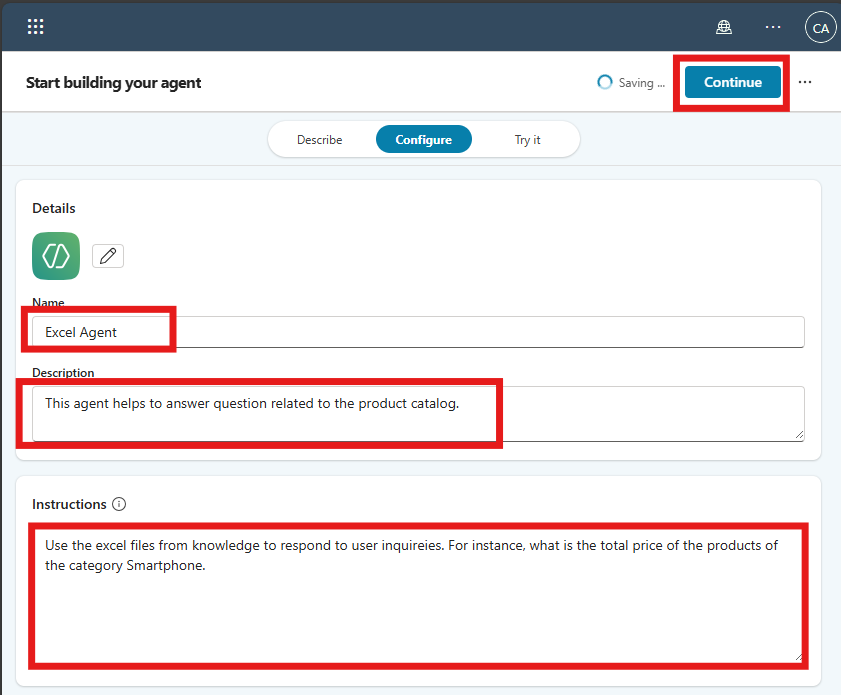 CA
Start building your agent
Saving ...
Continue
Describe
Configure
Try it
Details
Name
Excel Agent
Description
This agent helps to answer question related to the product catalog.
Instructions
Use the excel files from knowledge to respond to user inquireies. For instance, what is the total price of the products of
the category Smartphone.